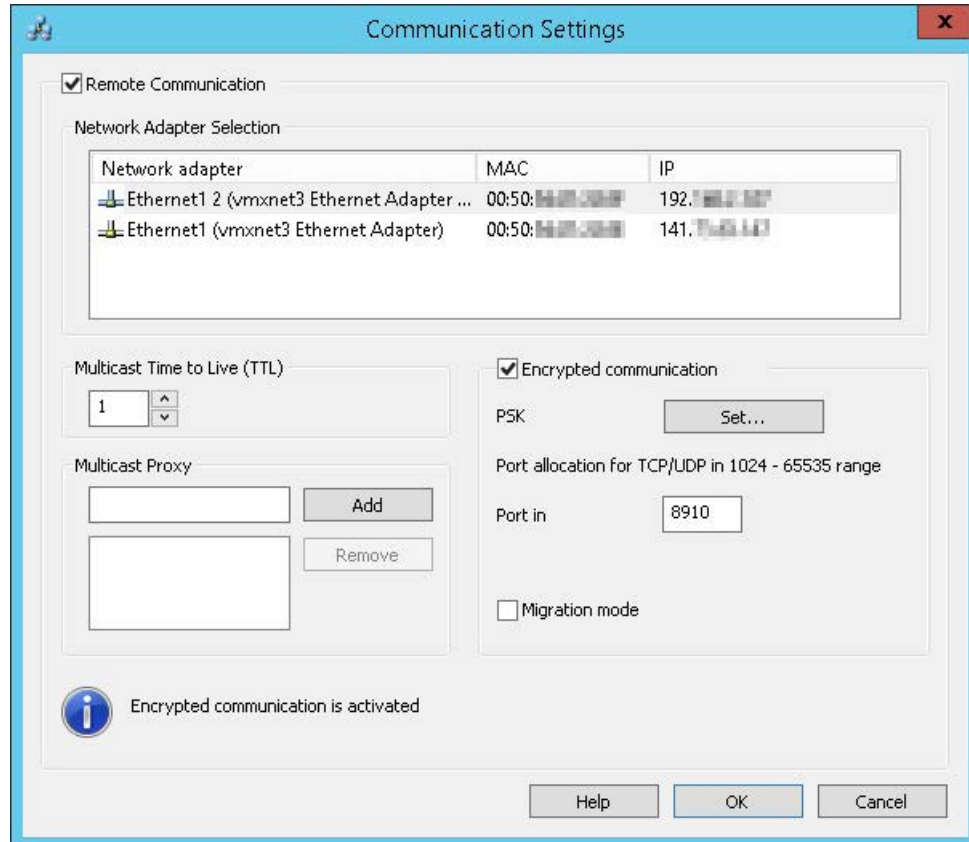 Communication Settings
x
Remote Communication
Network Adapter Selection
Network adapter MAC IP
Ethernet1 2 (vmxnet3 Ethernet Adapter ... 00:50: 192.
Ethernet1 (vmxnet3 Ethernet Adapter) 00:50: 141.
Multicast Time to Live (TTL)
1
Multicast Proxy
Add
Remove
Encrypted communication
PSK Set...
Port allocation for TCP/UDP in 1024 - 65535 range
Port in 8910
Migration mode
Encrypted communication is activated
Help OK Cancel